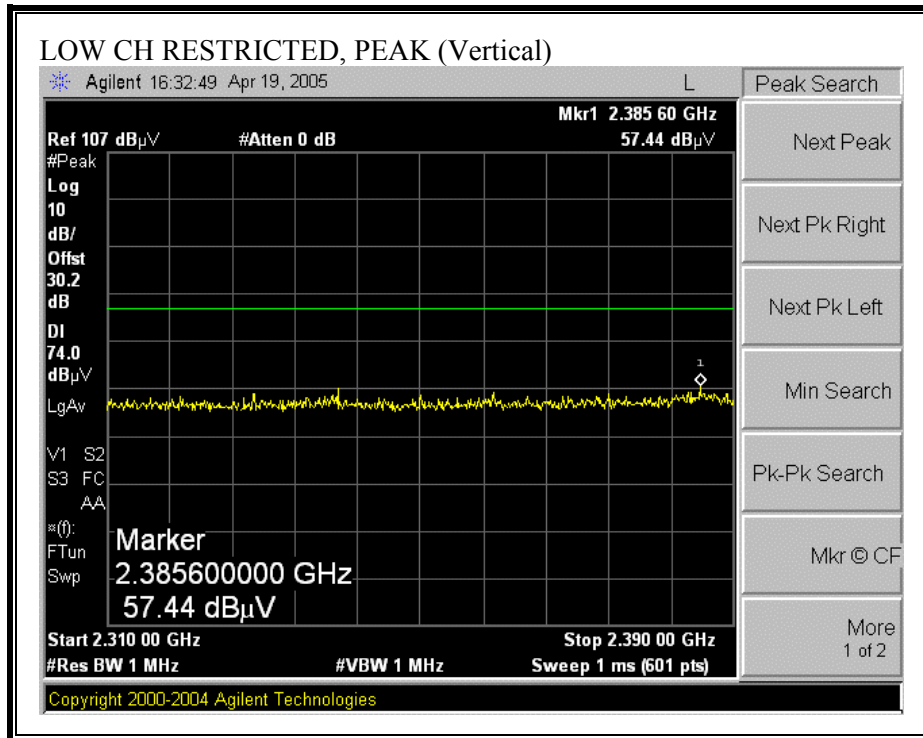 LOW CH RESTRICTED, PEAK (Vertical)
Agilent 16:32:49 Apr 19, 2005 L
Peak Search
Mkr1 2.385 60 GHz
Ref 107 dBµV #Atten 0 dB 57.44 dBµV
#Peak
Log
10
dB/
Offst
30.2
dB
DI
74.0
dBµV
LgAv
V1 S2
S3 FC
AA
¤(f):
FTun
Swp
1
Marker
2.385600000 GHz
57.44 dBµV
Start 2.310 00 GHz Stop 2.390 00 GHz
#Res BW 1 MHz #VBW 1 MHz Sweep 1 ms (601 pts)
Copyright 2000-2004 Agilent Technologies
Next Peak
Next Pk Right
Next Pk Left
Min Search
Pk-Pk Search
Mkr © CF
More
1 of 2